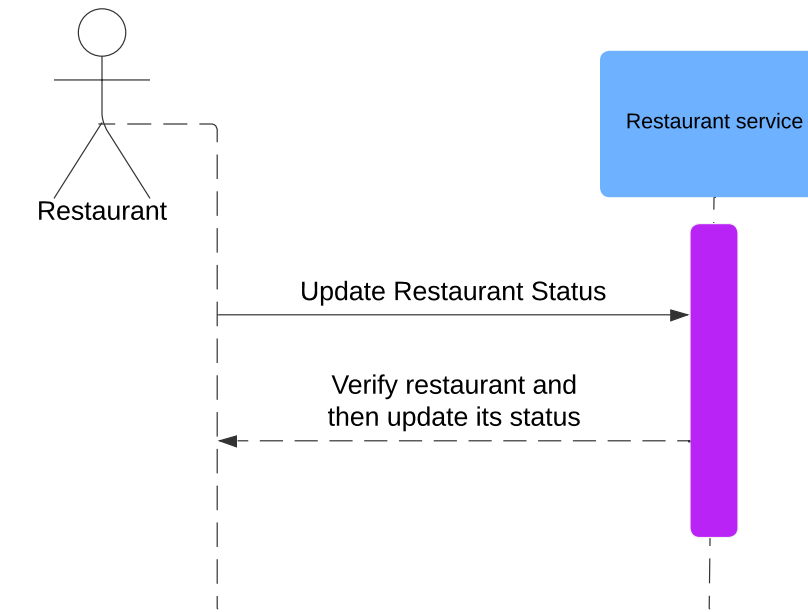 Restaurant service
Restaurant
Update Restaurant Status
Verify restaurant and
then update its status